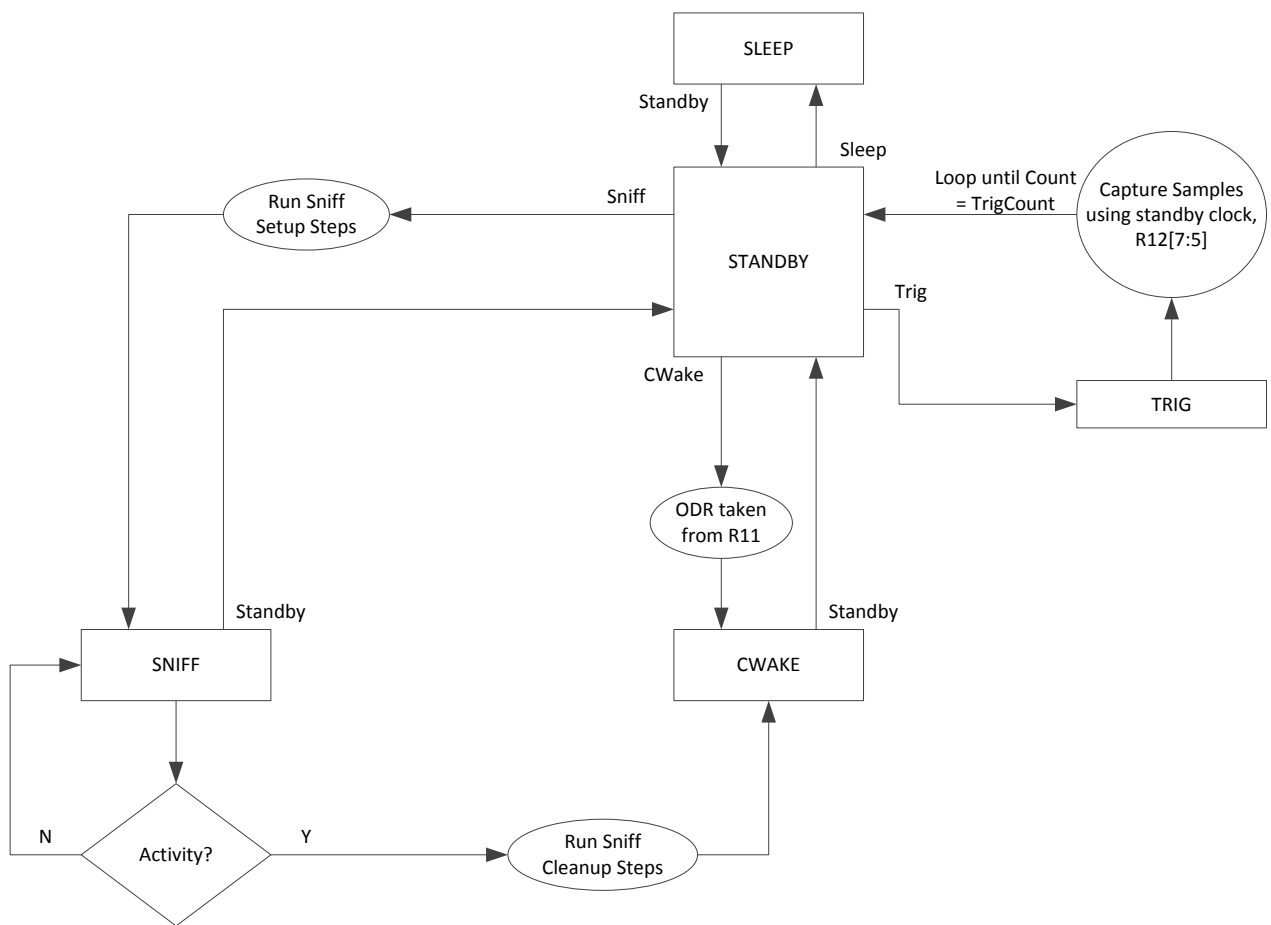 SLEEP
Standby
Sleep
Run Sniff
Setup Steps
Sniff
Loop until Count
= TrigCount
Capture Samples
using standby clock,
R12[7:5]
STANDBY
Trig
CWake
TRIG
ODR taken
from R11
Standby
Standby
SNIFF
CWAKE
N
Activity?
Y
Run Sniff
Cleanup Steps